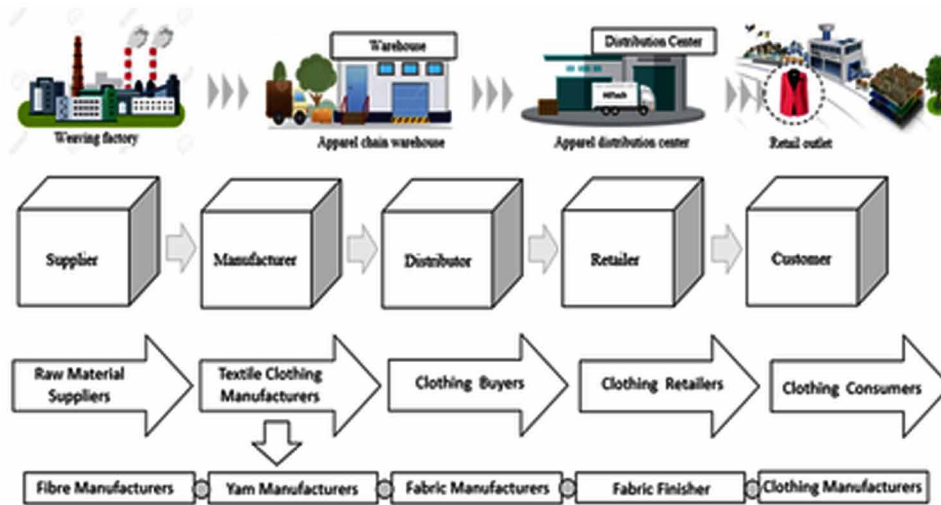 Warehouse
Distribution Center
Weaving factory
Apparel chain warehouse
Apparel distribution center
Retail outlet
Supplier
Manufacturer
Distributor
Retailer
Customer
Raw Material
Suppliers
Textile Clothing
Manufacturers
Clothing Buyers
Clothing Retailers
Clothing Consumers
Fibre Manufacturers
Yam Manufacturers
Fabric Manufacturers
Fabric Finisher
Clothing Manufacturers